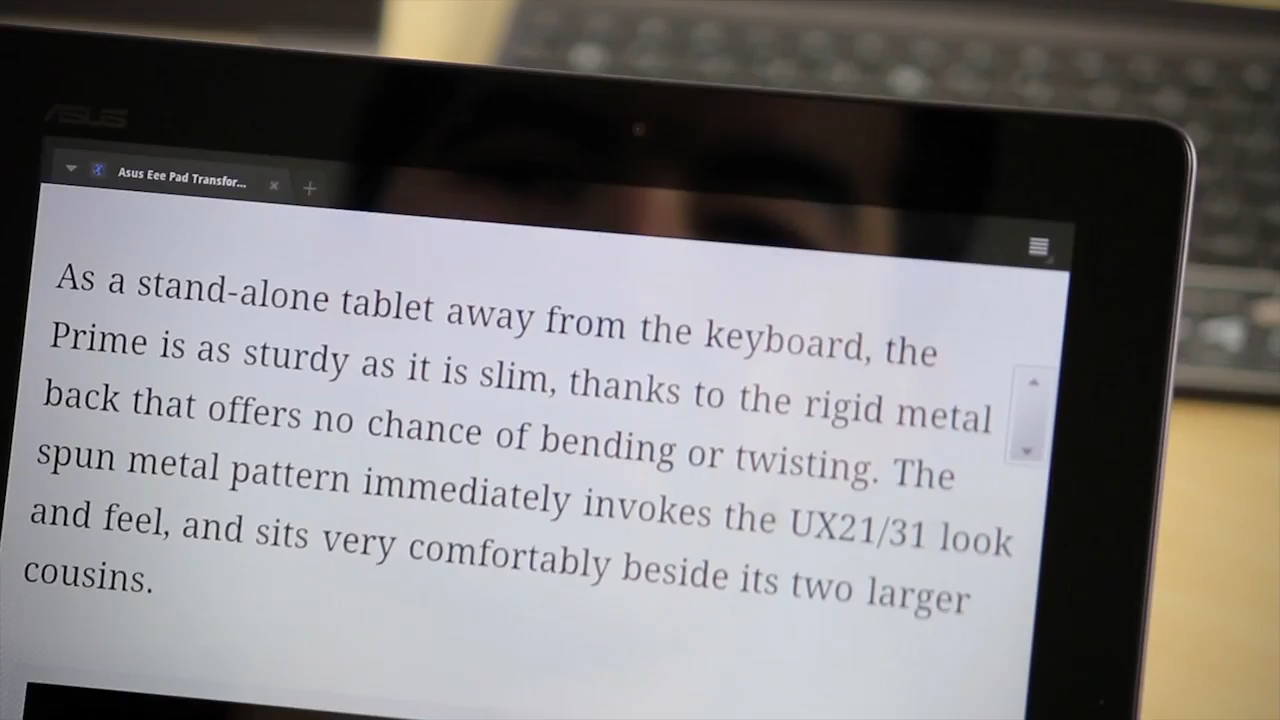 ASUS
Asus Eee Pad Transfor...
As a stand-alone tablet away from the keyboard, the
Prime is as sturdy as it is slim, thanks to the rigid metal
back that offers no chance of bending or twisting. The
spun metal pattern immediately invokes the UX21/31 look
and feel, and sits very comfortably beside its two larger
cousins.